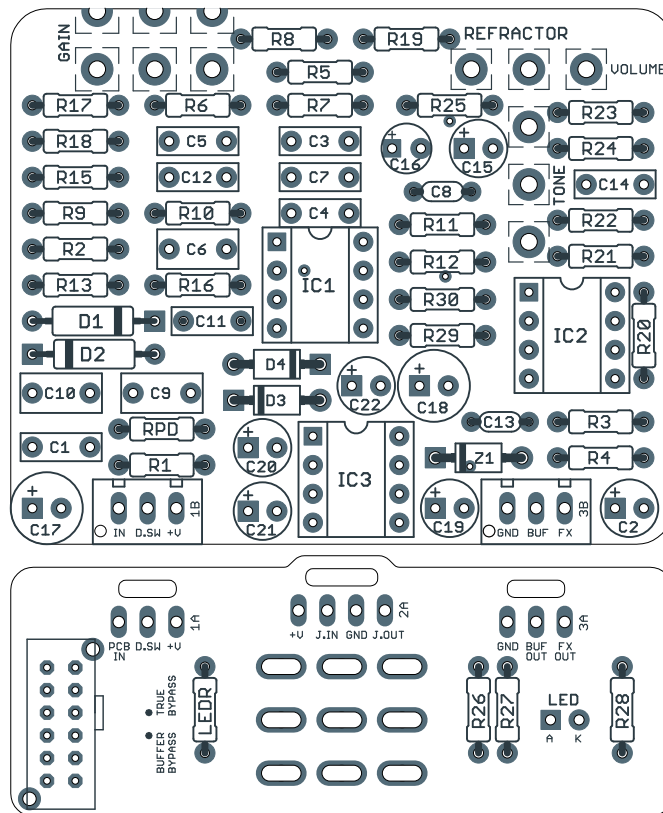 GAIN
R8
R19
REFRACTOR
R5
VOLUME
R17
R6
R7
R25
R23
R18
C5
C3
+
C16
+
C15
R24
R15
C12
C7
C8
TONE
C14
R9
R10
C4
R11
R22
R2
C6
R12
R21
R13
R16
IC1
R30
D1
C11
R29
IC2
R20
D2
D4
+
C22
+
C18
C10
C9
D3
C13
R3
RPD
+
C20
C1
R1
IC3
Z1
R4
+
C17
1B
IN D.SW +V
+
C21
+
C19
3B
GND BUF FX
+
C2
1A
PCB IN D.SW +V
2A
+V J.IN GND J.OUT
3A
GND BUF OUT FX OUT
TRUE BYPASS
BUFFER BYPASS
LEDR
R26
R27
LED
A K
R28